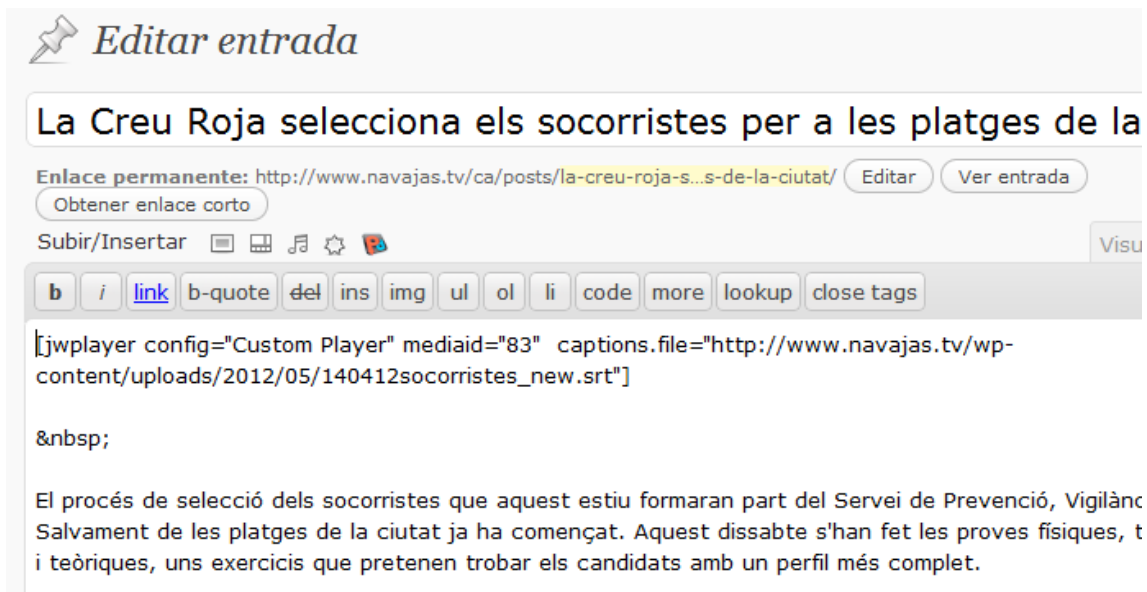 Editar entrada
La Creu Roja selecciona els socorristes per a les platges de la
Enlace permanente: http://www.navajas.tv/ca/posts/la-creu-roja-s...s-de-la-ciutat/ Editar Ver entrada
Obtener enlace corto
Subir/Insertar
Visu
b i link b-quote del ins img ul ol li code more lookup close tags
[jwplayer config="Custom Player" mediaid="83"  captions.file="http://www.navajas.tv/wp-
content/uploads/2012/05/140412socorristes_new.srt"]
&nbsp;
El procés de selecció dels socorristes que aquest estiu formaran part del Servei de Prevenció, Vigilànc
Salvament de les platges de la ciutat ja ha començat. Aquest dissabte s'han fet les proves físiques, t
i teòriques, uns exercicis que pretenen trobar els candidats amb un perfil més complet.